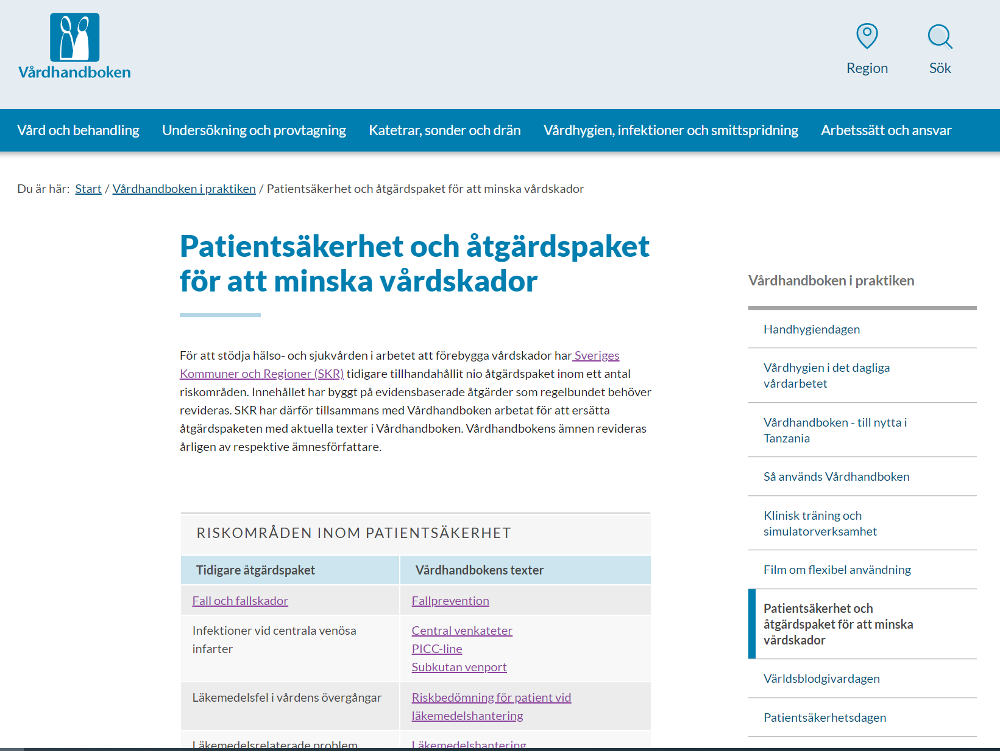 Vårdhandboken
Region
Sök
Vård och behandling
Undersökning och provtagning
Katetrar, sonder och drän
Vårdhygien, infektioner och smittspridning
Arbetssätt och ansvar
Du är här: Start / Vårdhandboken i praktiken / Patientsäkerhet och åtgärdspaket för att minska vårdskador
Patientsäkerhet och åtgärdspaket
för att minska vårdskador
För att stödja hälso- och sjukvården i arbetet att förebygga vårdskador har Sveriges
Kommuner och Regioner (SKR) tidigare tillhandahållit nio åtgärdspaket inom ett antal
riskområden. Innehållet har byggt på evidensbaserade åtgärder som regelbundet behöver
revideras. SKR har därför tillsammans med Vårdhandboken arbetat för att ersätta
åtgärdspaketen med aktuella texter i Vårdhandboken. Vårdhandbokens ämnen revideras
årligen av respektive ämnesförfattare.
RISKOMRÅDEN INOM PATIENTSÄKERHET
Tidigare åtgärdspaket
Vårdhandbokens texter
Fall och fallskador
Fallprevention
Infektioner vid centrala venösa
infarter
Central venkateter
PICC-line
Subkutan venport
Läkemedelsfel i vårdens övergångar
Riskbedömning för patient vid
läkemedelshantering
Läkemedelsrelaterade problem
Läkemedelshantering
Vårdhandboken i praktiken
Handhygiendagen
Vårdhygien i det dagliga
vårdarbetet
Vårdhandboken - till nytta i
Tanzania
Så används Vårdhandboken
Klinisk träning och
simulatorverksamhet
Film om flexibel användning
Patientsäkerhet och
åtgärdspaket för att minska
vårdskador
Världsblodgivardagen
Patientsäkerhetsdagen